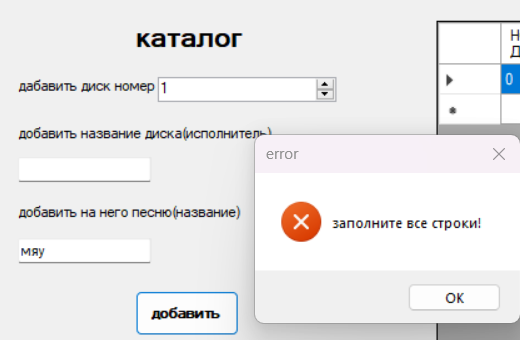 каталог
дабавить диск номер 1
добавить название диска(исполнитель)
добавить на него песню(название)
мяу
добавить
Н
Д
0
error
заполните все строки!
OK